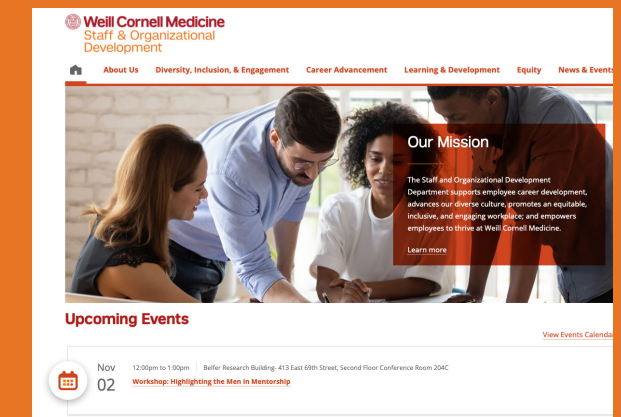 Weill Cornell Medicine
Staff & Organizational
Development
About Us Diversity, Inclusion, & Engagement Career Advancement Learning & Development Equity News & Events
Our Mission
The Staff and Organizational Development
Department supports employee career development,
advances our diverse culture, promotes an equitable,
inclusive, and engaging workplace; and empowers
employees to thrive at Weill Cornell Medicine.
Learn more
Upcoming Events
View Events Calendar
Nov
02
12:00pm to 1:00pm Belfer Research Building- 413 East 69th Street, Second Floor Conference Room 204C
Workshop: Highlighting the Men in Mentorship